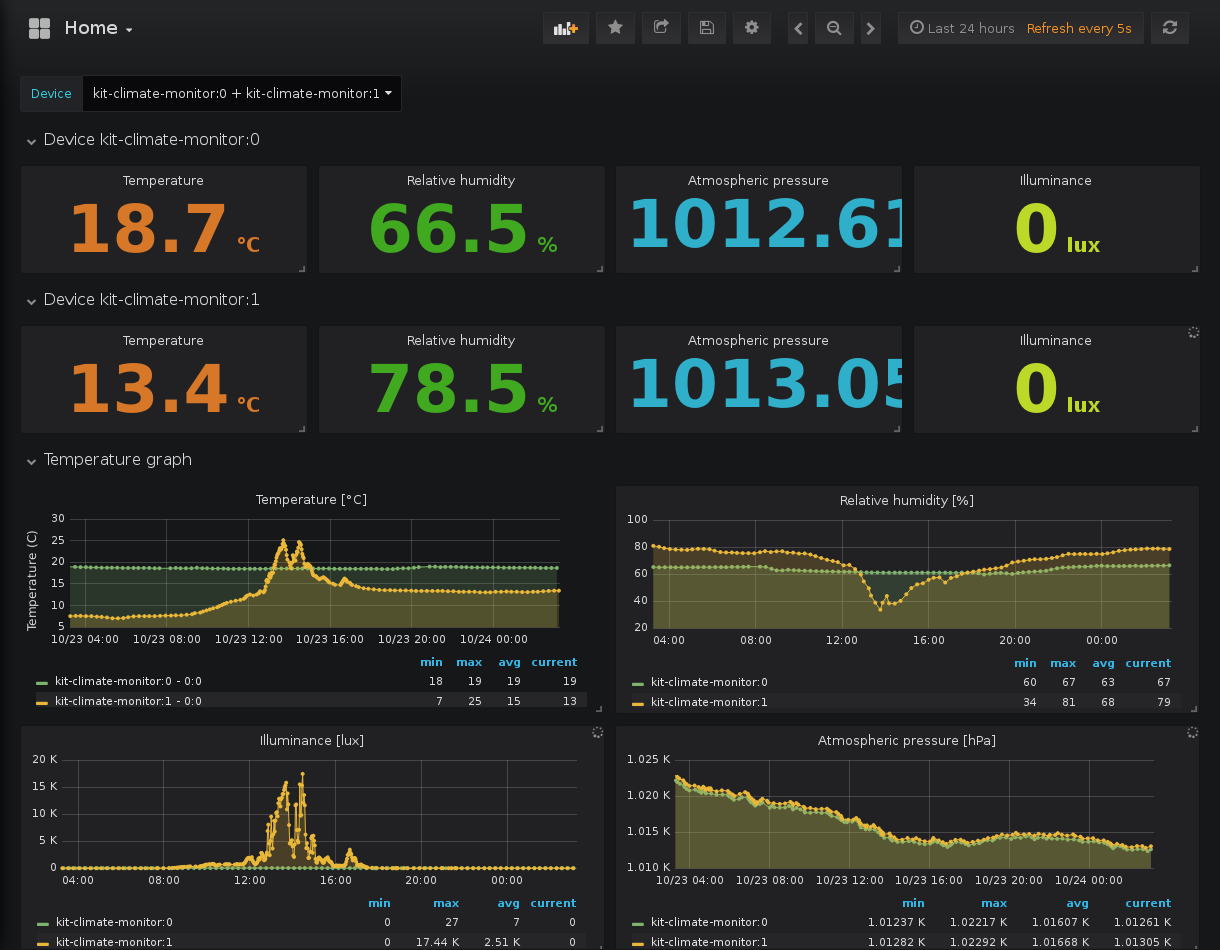 Home
Last 24 hours Refresh every 5s
Device kit-climate-monitor:0 + kit-climate-monitor:1
Device kit-climate-monitor:0
Temperature Relative humidity Atmospheric pressure Illuminance
18.7 °C 66.5 % 1012.61 0 lux
Device kit-climate-monitor:1
Temperature Relative humidity Atmospheric pressure Illuminance
13.4 °C 78.5 % 1013.05 0 lux
Temperature graph
Temperature [°C]
Temperature (C)
30
25
20
15
10
5
10/23 04:00 10/23 08:00 10/23 12:00 10/23 16:00 10/23 20:00 10/24 00:00
min max avg current
kit-climate-monitor:0 - 0:0 18 19 19 19
kit-climate-monitor:1 - 0:0 7 25 15 13
Relative humidity [%]
100
80
60
40
20
04:00 08:00 12:00 16:00 20:00 00:00
min max avg current
kit-climate-monitor:0 60 67 63 67
kit-climate-monitor:1 34 81 68 79
Illuminance [lux]
20 K
15 K
10 K
5 K
0
04:00 08:00 12:00 16:00 20:00 00:00
min max avg current
kit-climate-monitor:0 0 27 7 0
kit-climate-monitor:1 0 17.44 K 2.51 K 0
Atmospheric pressure [hPa]
1.025 K
1.020 K
1.015 K
1.010 K
10/23 04:00 10/23 08:00 10/23 12:00 10/23 16:00 10/23 20:00 10/24 00:00
min max avg current
kit-climate-monitor:0 1.01237 K 1.02217 K 1.01607 K 1.01261 K
kit-climate-monitor:1 1.01282 K 1.02292 K 1.01668 K 1.01305 K